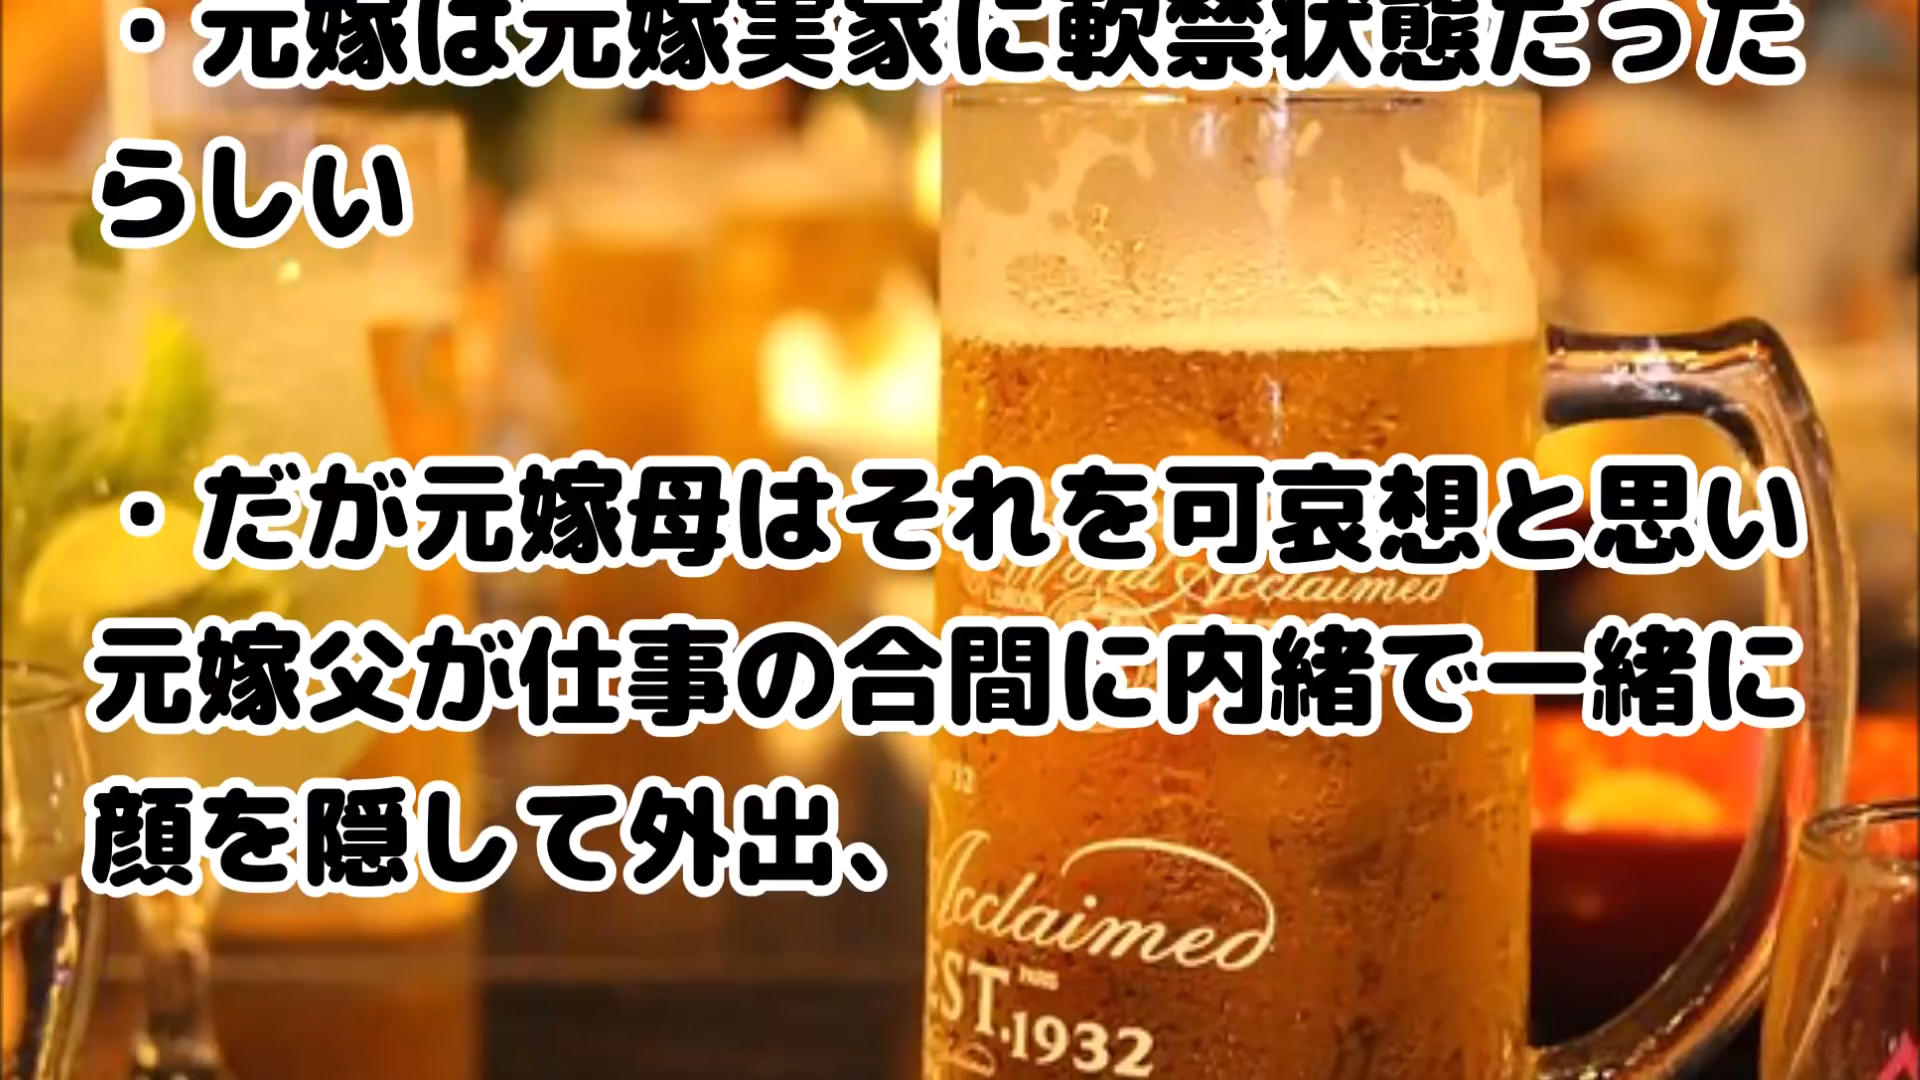 ・元嫁は元嫁実家に軟禁状態だった
らしい
・だが元嫁母はそれを可哀想と思い
元嫁父が仕事の合間に内緒で一緒に
顔を隠して外出、
World Acclaimed
Acclaimed
EST.1932
PARIS